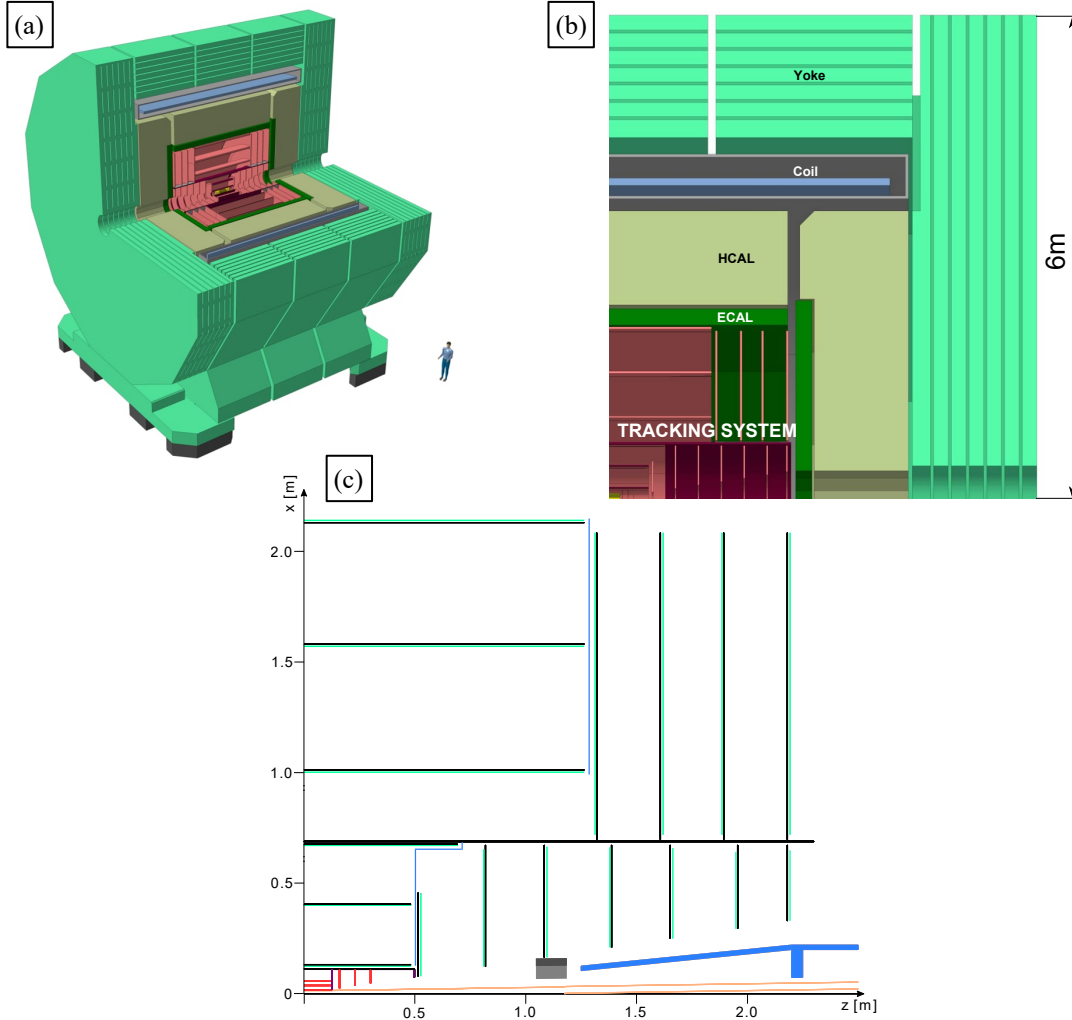 (a)
(b)
Yoke
Coil
HCAL
ECAL
TRACKING SYSTEM
6m
(c)
x [m]
2.0
1.5
1.0
0.5
0
0.5
1.0
1.5
2.0
z [m]